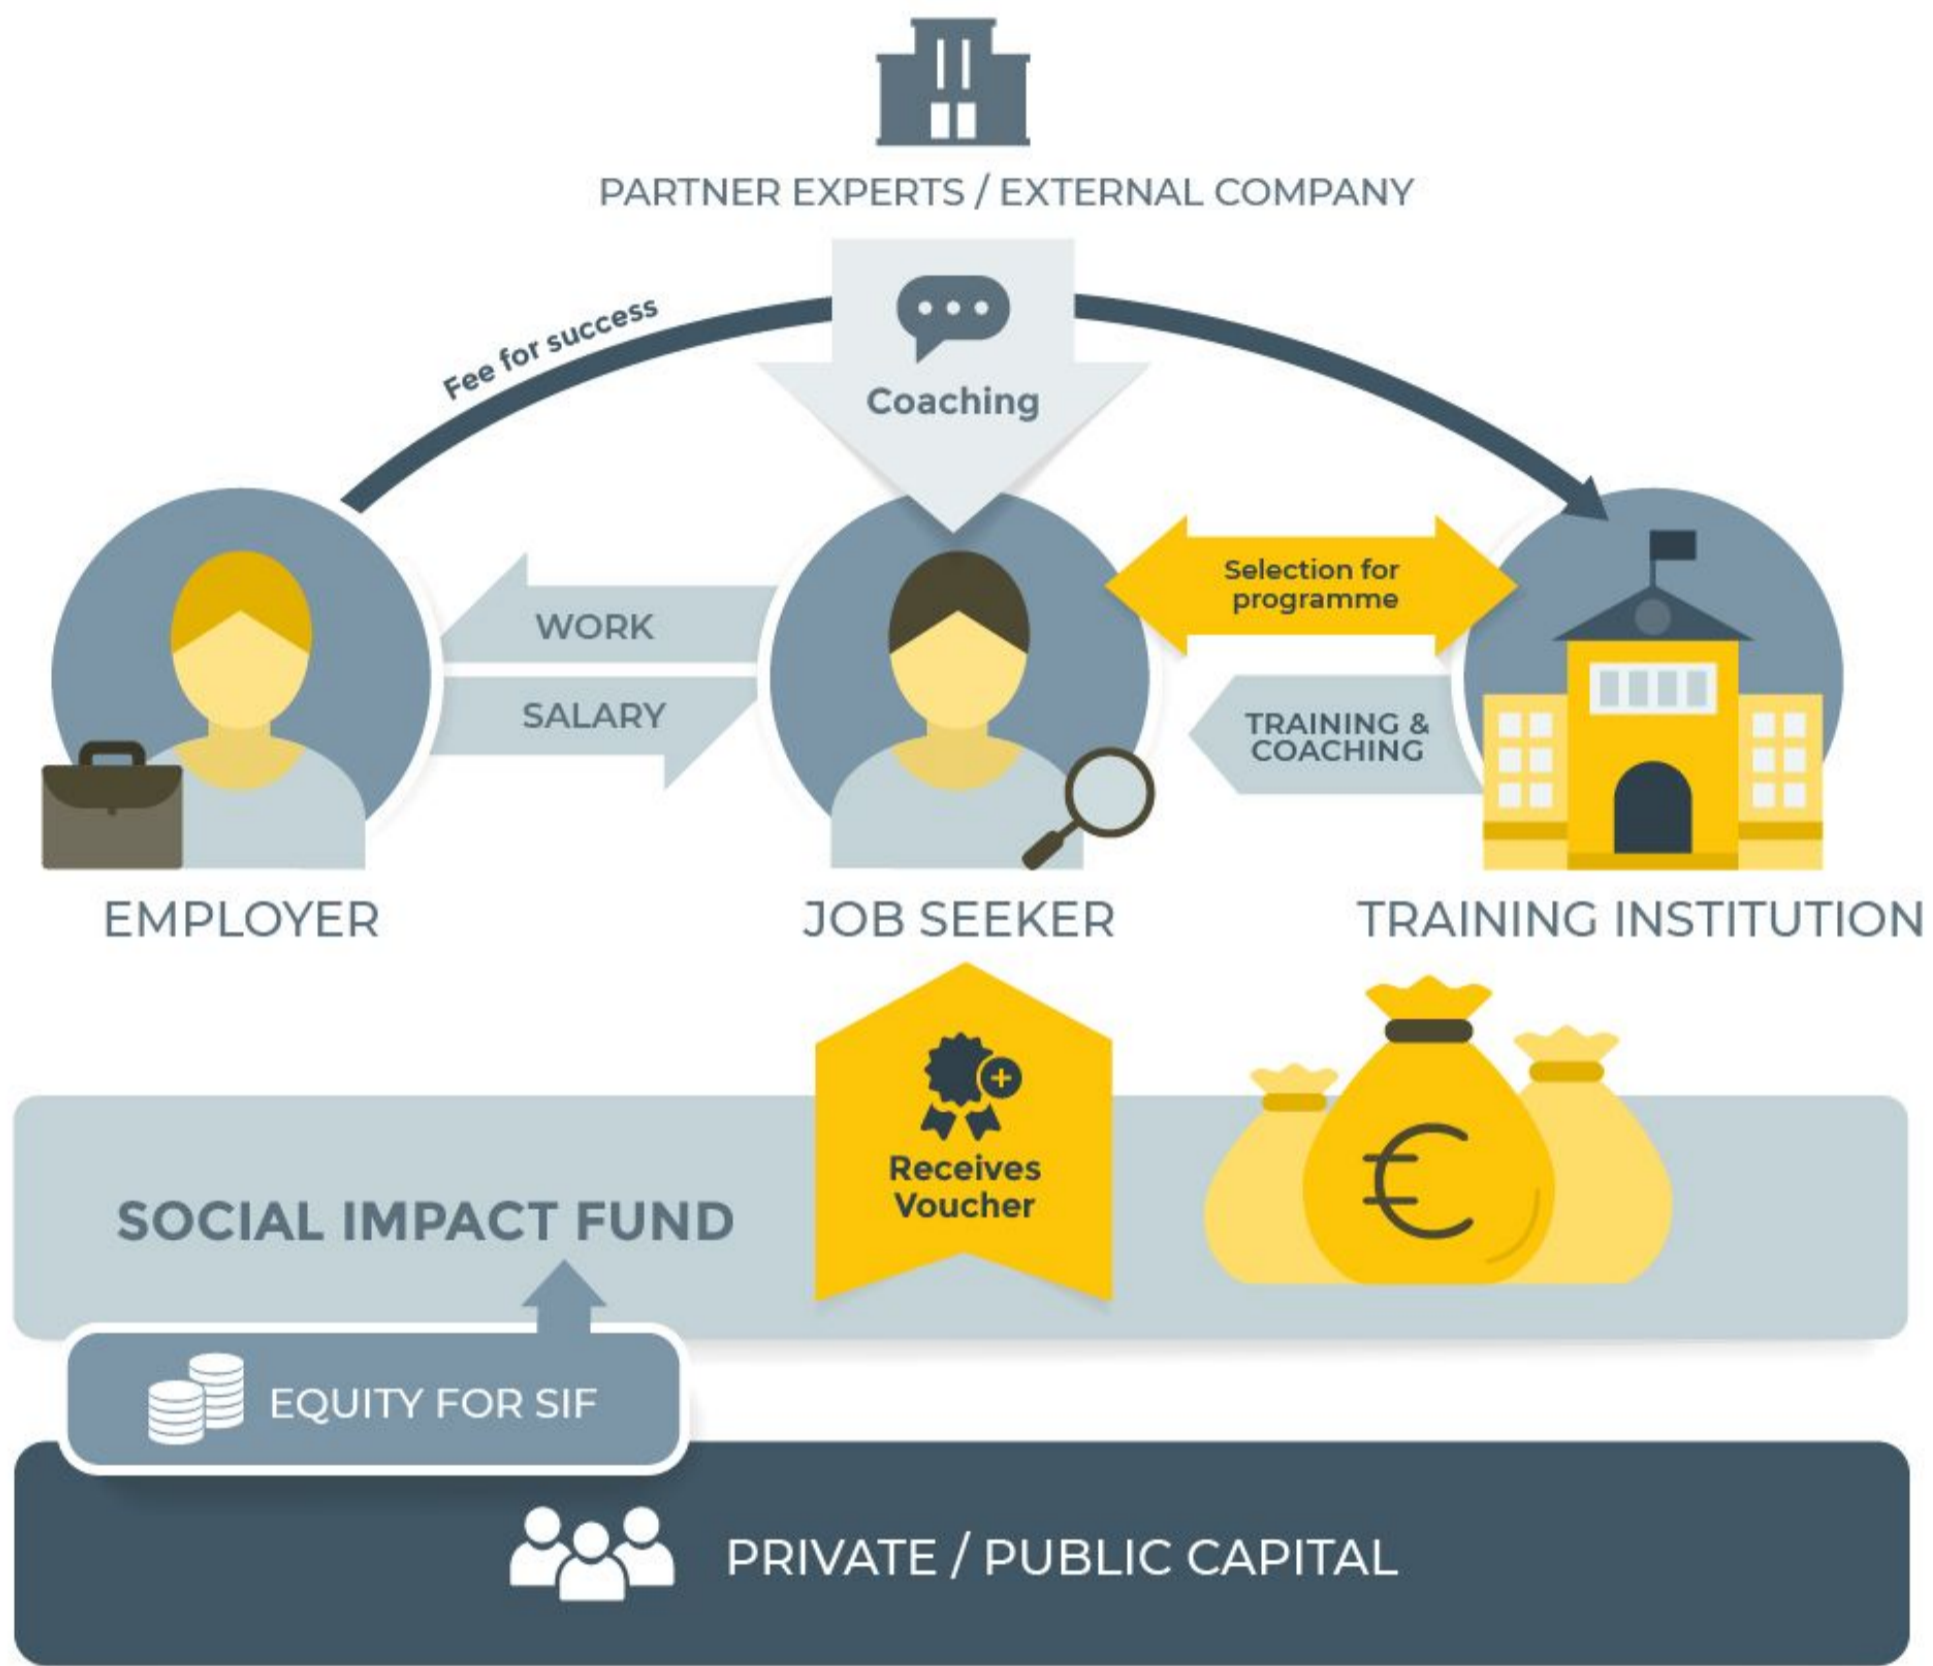 PARTNER EXPERTS / EXTERNAL COMPANY
Fee for success
Coaching
Selection for
programme
WORK
SALARY
TRAINING &
COACHING
EMPLOYER
JOB SEEKER
TRAINING INSTITUTION
Receives
Voucher
€
SOCIAL IMPACT FUND
EQUITY FOR SIF
PRIVATE / PUBLIC CAPITAL